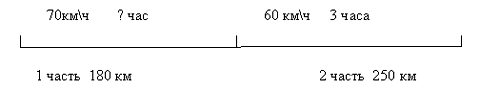 70км\ч ? час 60 км\ч 3 часа
1 часть 180 км 2 часть 250 км